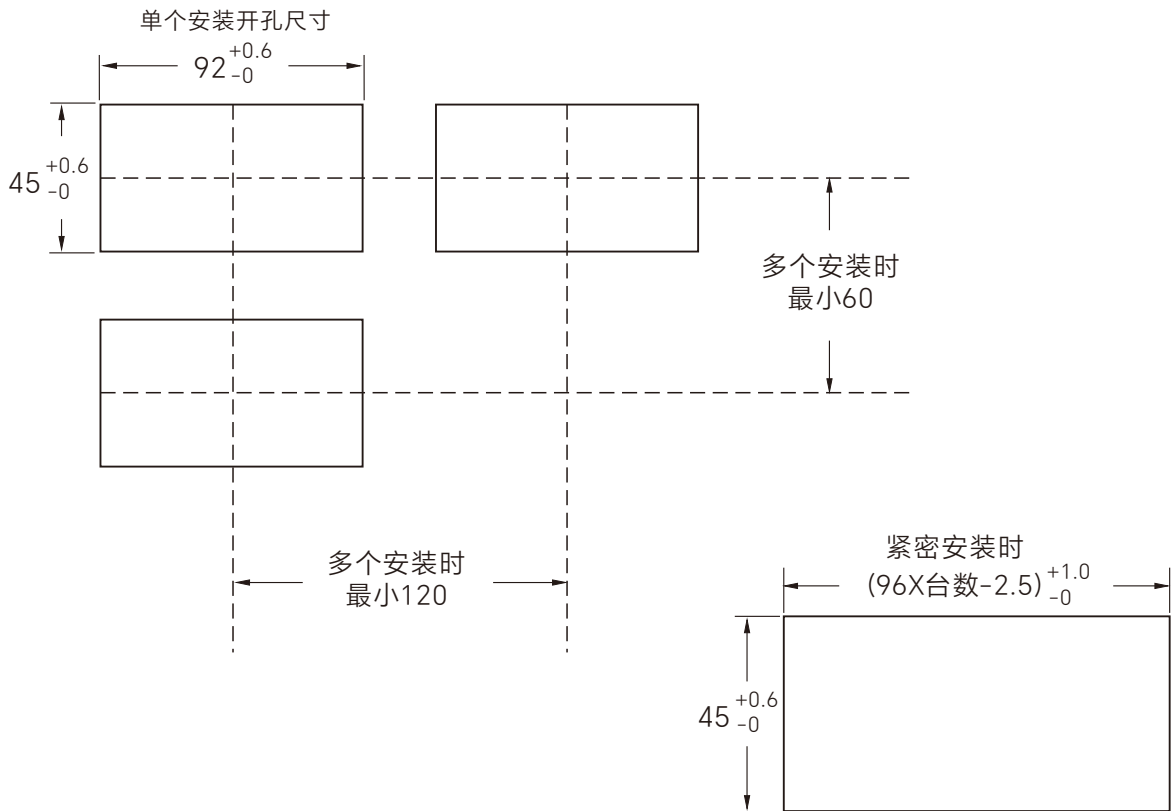 单个安装开孔尺寸
92 +0.6 -0
45 +0.6 -0
多个安装时
最小60
多个安装时
最小120
紧密安装时
(96X台数-2.5) +1.0 -0
45 +0.6 -0